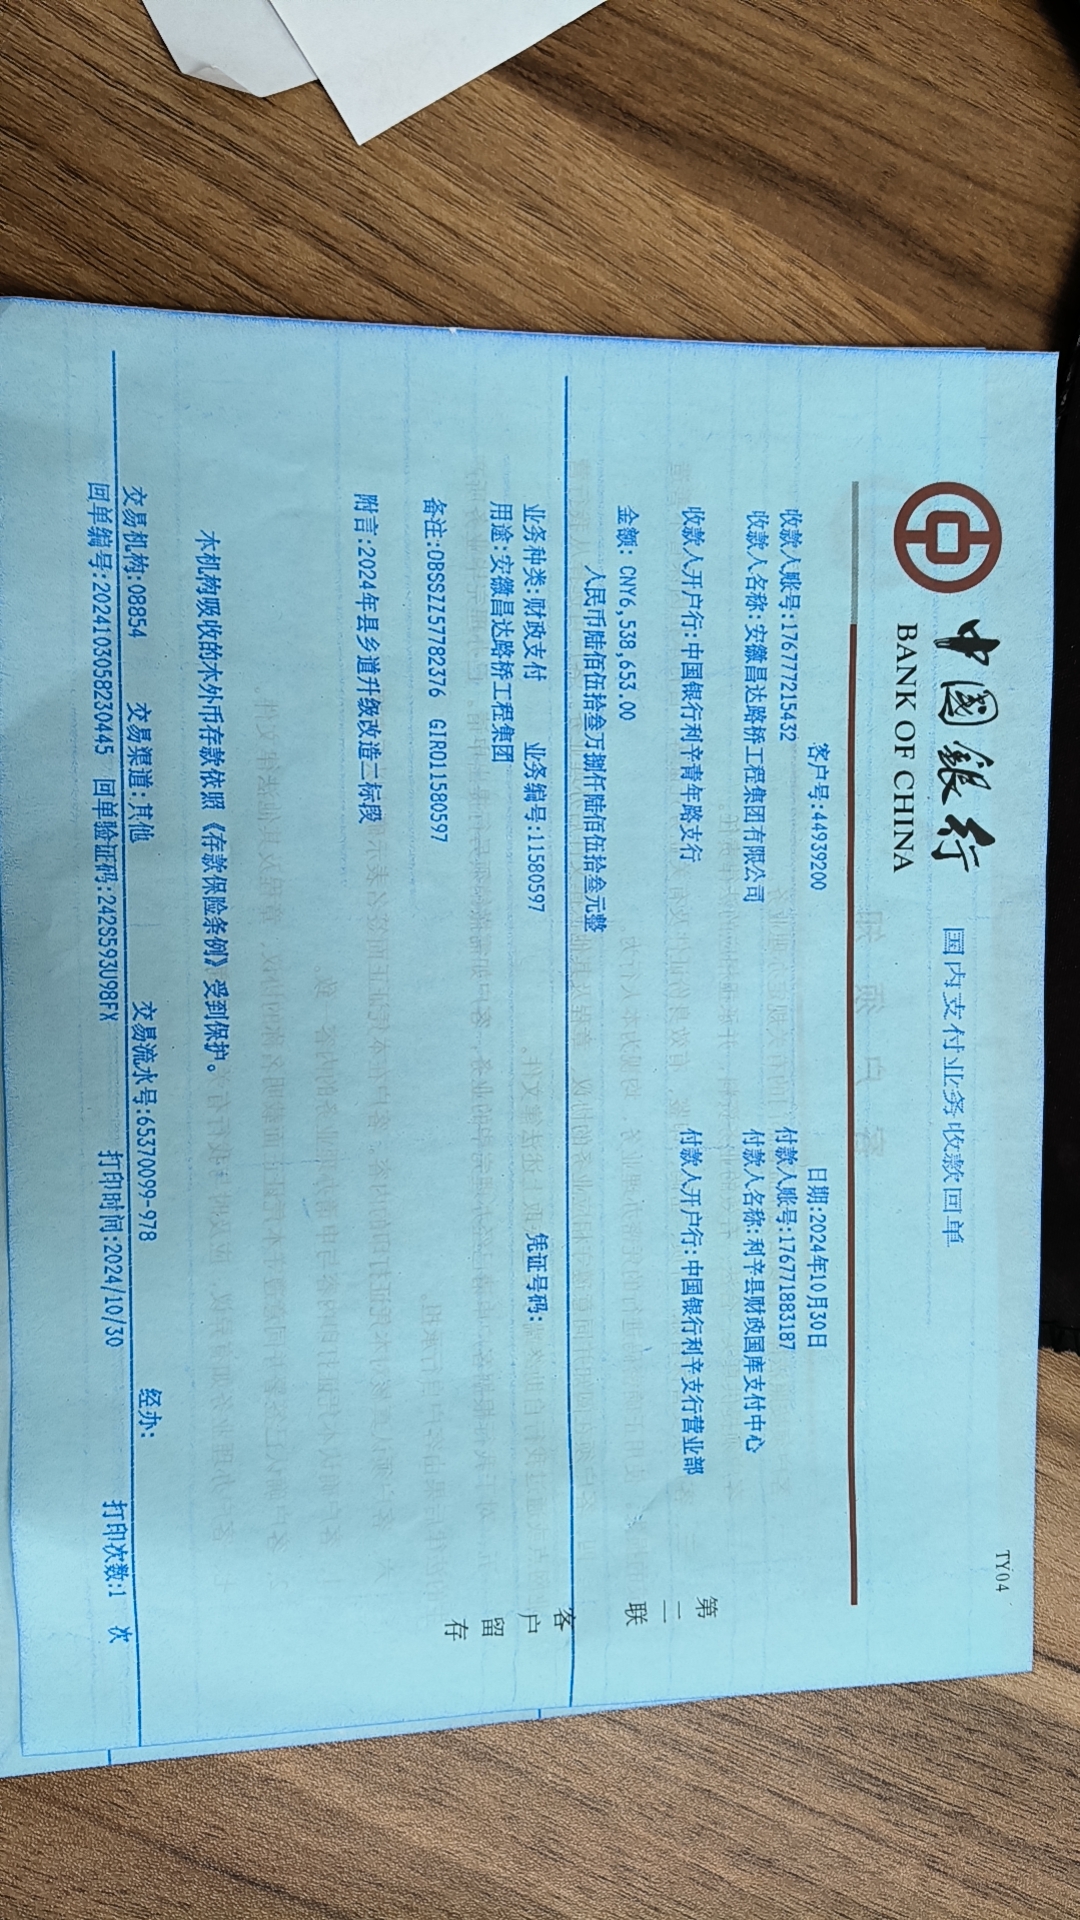 TY04
中國銀行 国内支付业务收款回单
BANK OF CHINA
客户号:44939200 日期:2024年10月30日
收款人账号:176777215432 付款人账号:176771883187
收款人名称:安徽昌达路桥工程集团有限公司 付款人名称:利辛县财政国库支付中心
收款人开户行:中国银行利辛青年路支行 付款人开户行:中国银行利辛支行营业部
金额: CNY6,538,653.00
人民币陆佰伍拾叁万捌仟陆佰伍拾叁元整
业务种类:财政支付 业务编号:11580597 凭证号码:
用途:安徽昌达路桥工程集团
备注:OBSSZZ57782376 GIRO11580597
附言:2024年县乡道升级改造二标段
本机构吸收的本外币存款依照《存款保险条例》受到保护。
交易机构:08854 交易渠道:其他 交易流水号:65370099-978 经办:
回单编号:2024103058230445 回单验证码:242S593U98FX 打印时间:2024/10/30 打印次数:1 次
第二联
客户留存